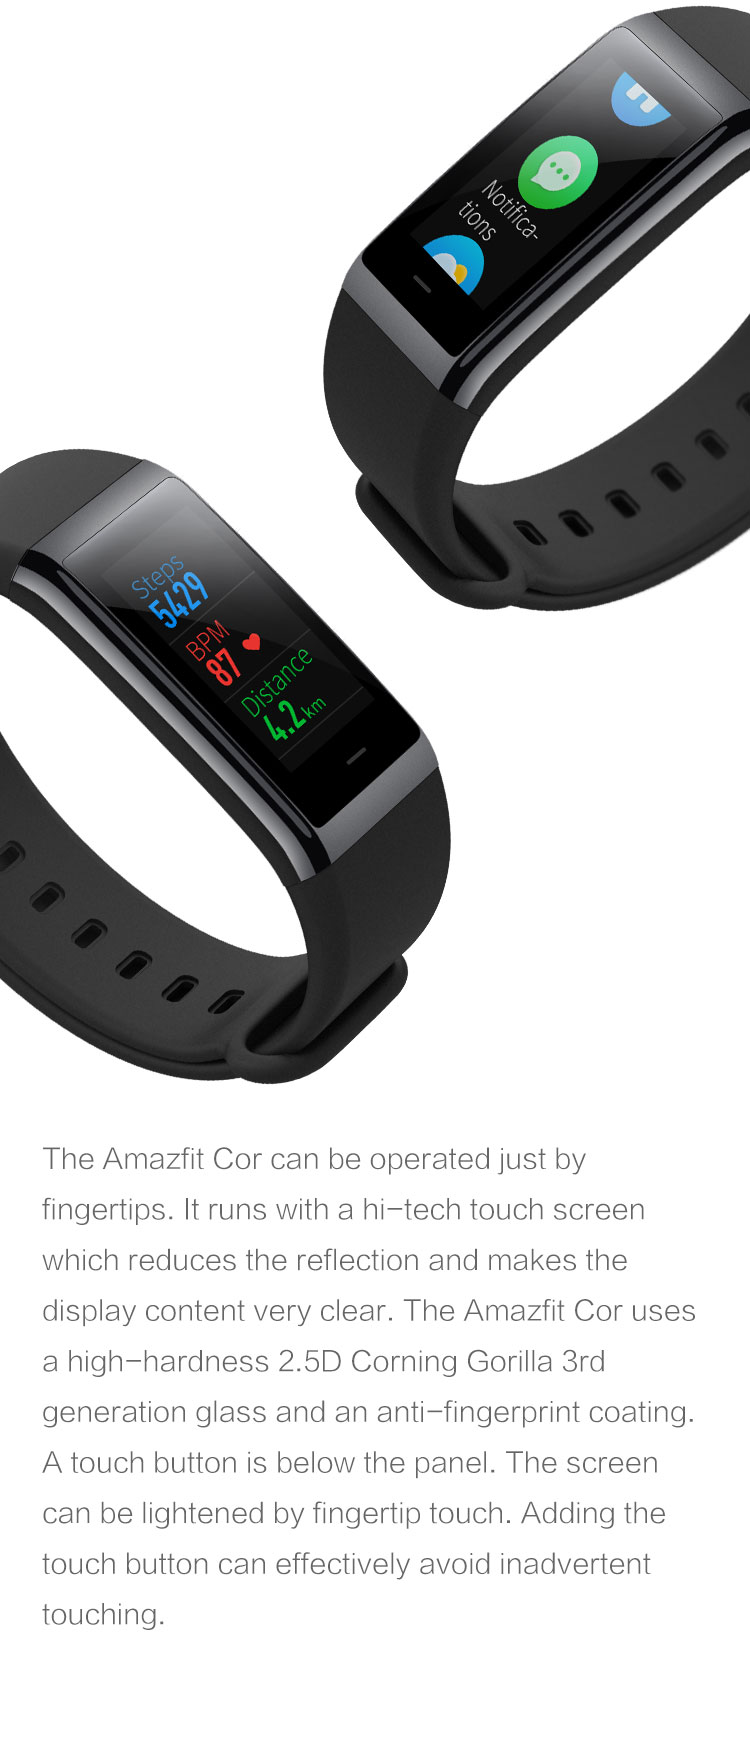 Notifica-
tions
Steps
5429
BPM
87
Distance
4.2km
The Amazfit Cor can be operated just by
fingertips. It runs with a hi-tech touch screen
which reduces the reflection and makes the
display content very clear. The Amazfit Cor uses
a high-hardness 2.5D Corning Gorilla 3rd
generation glass and an anti-fingerprint coating.
A touch button is below the panel. The screen
can be lightened by fingertip touch. Adding the
touch button can effectively avoid inadvertent
touching.